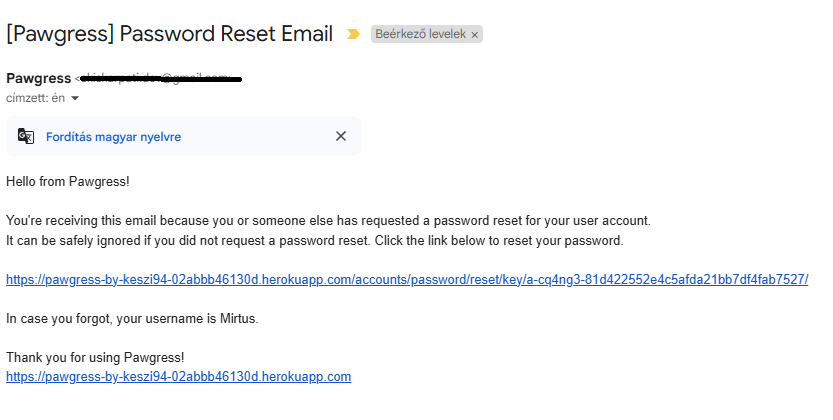 [Pawgress] Password Reset Email
Beérkező levelek ×
Pawgress
címzett: én
Fordítás magyar nyelvre
Hello from Pawgress!
You're receiving this email because you or someone else has requested a password reset for your user account.
It can be safely ignored if you did not request a password reset. Click the link below to reset your password.
https://pawgress-by-keszi94-02abbb46130d.herokuapp.com/accounts/password/reset/key/a-cq4ng3-81d422552e4c5afda21bb7df4fab7527/
In case you forgot, your username is Mirtus.
Thank you for using Pawgress!
https://pawgress-by-keszi94-02abbb46130d.herokuapp.com